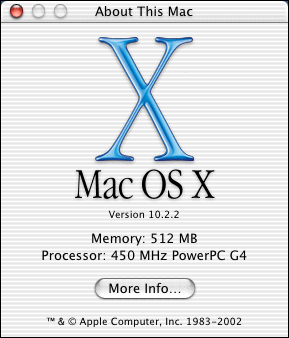 About This Mac
X
Mac OS X
Version 10.2.2
Memory: 512 MB
Processor: 450 MHz PowerPC G4
More Info...
™ & © Apple Computer, Inc. 1983-2002